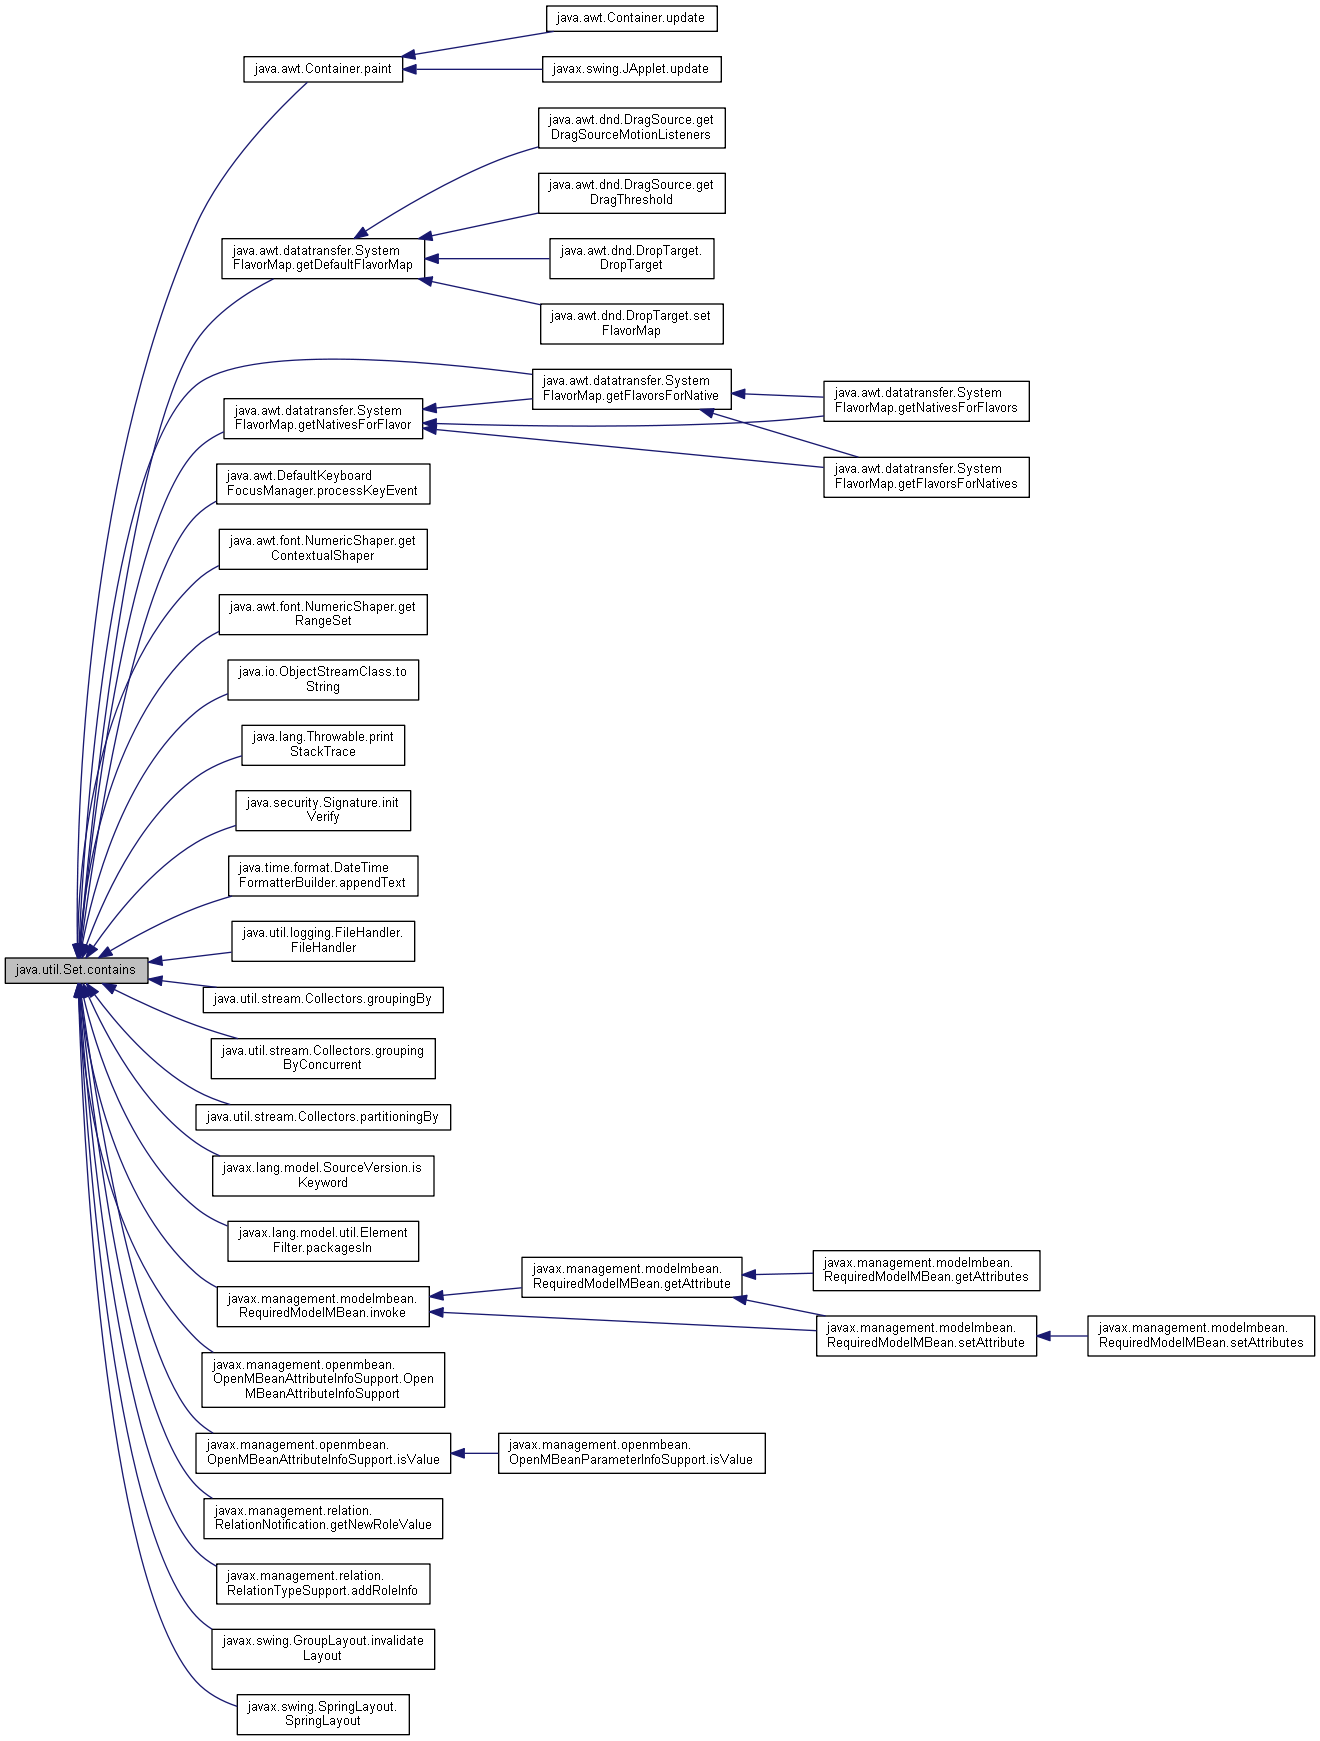 java.awt.Container.update
java.awt.Container.paint
javax.swing.JApplet.update
java.awt.dnd.DragSource.get
DragSourceMotionListeners
java.awt.dnd.DragSource.get
DragThreshold
java.awt.datatransfer.System
FlavorMap.getDefaultFlavorMap
java.awt.dnd.DropTarget.
DropTarget
java.awt.dnd.DropTarget.set
FlavorMap
java.awt.datatransfer.System
FlavorMap.getFlavorsForNative
java.awt.datatransfer.System
FlavorMap.getNativesForFlavors
java.awt.datatransfer.System
FlavorMap.getNativesForFlavor
java.awt.datatransfer.System
FlavorMap.getFlavorsForNatives
java.awt.DefaultKeyboard
FocusManager.processKeyEvent
java.awt.font.NumericShaper.get
ContextualShaper
java.awt.font.NumericShaper.get
RangeSet
java.io.ObjectStreamClass.to
String
java.lang.Throwable.print
StackTrace
java.security.Signature.init
Verify
java.time.format.DateTime
FormatterBuilder.appendText
java.util.logging.FileHandler.
FileHandler
java.util.Set.contains
java.util.stream.Collectors.groupingBy
java.util.stream.Collectors.grouping
ByConcurrent
java.util.stream.Collectors.partitioningBy
javax.lang.model.SourceVersion.is
Keyword
javax.lang.model.util.Element
Filter.packagesIn
javax.management.modelmbean.
RequiredModelMBean.invoke
javax.management.modelmbean.
RequiredModelMBean.getAttribute
javax.management.modelmbean.
RequiredModelMBean.getAttributes
javax.management.modelmbean.
RequiredModelMBean.setAttribute
javax.management.modelmbean.
RequiredModelMBean.setAttributes
javax.management.openmbean.
OpenMBeanAttributeInfoSupport.Open
MBeanAttributeInfoSupport
javax.management.openmbean.
OpenMBeanAttributeInfoSupport.isValue
javax.management.openmbean.
OpenMBeanParameterInfoSupport.isValue
javax.management.relation.
RelationNotification.getNewRoleValue
javax.management.relation.
RelationTypeSupport.addRoleInfo
javax.swing.GroupLayout.invalidate
Layout
javax.swing.SpringLayout.
SpringLayout